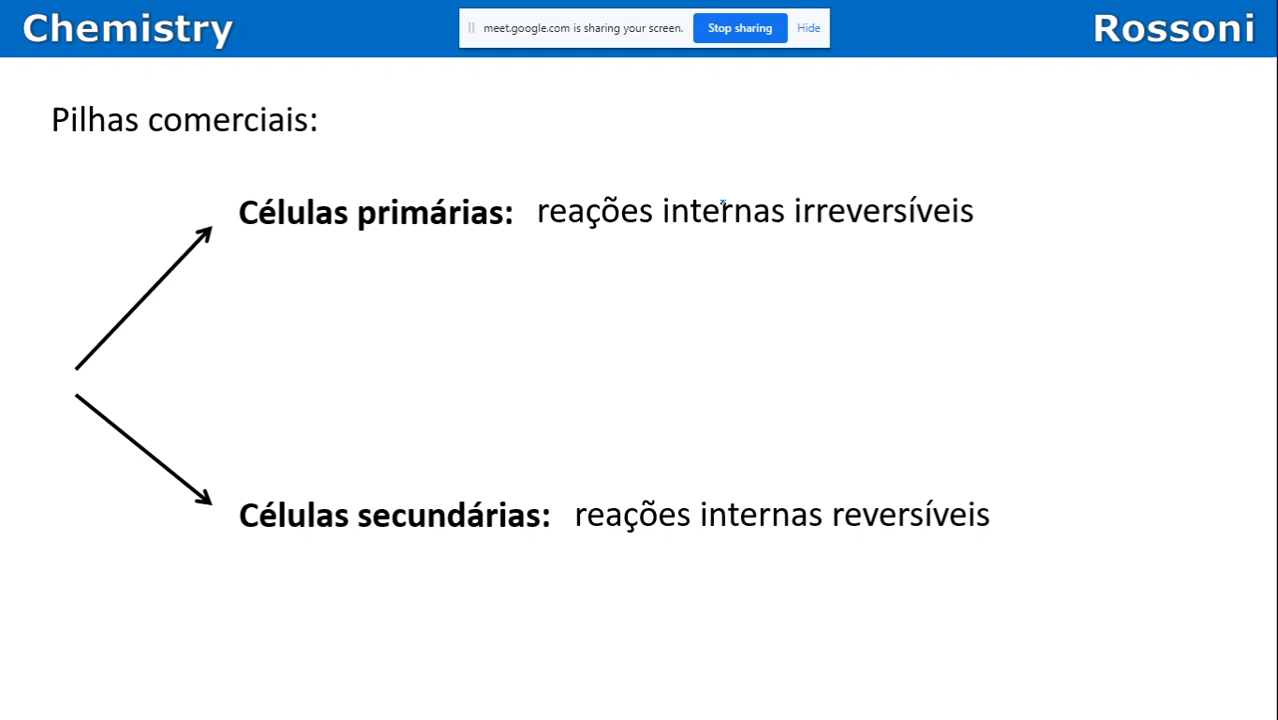 Chemistry
meet.google.com is sharing your screen. Stop sharing Hide
Rossoni
Pilhas comerciais:
Células primárias: reações internas irreversíveis
Células secundárias: reações internas reversíveis